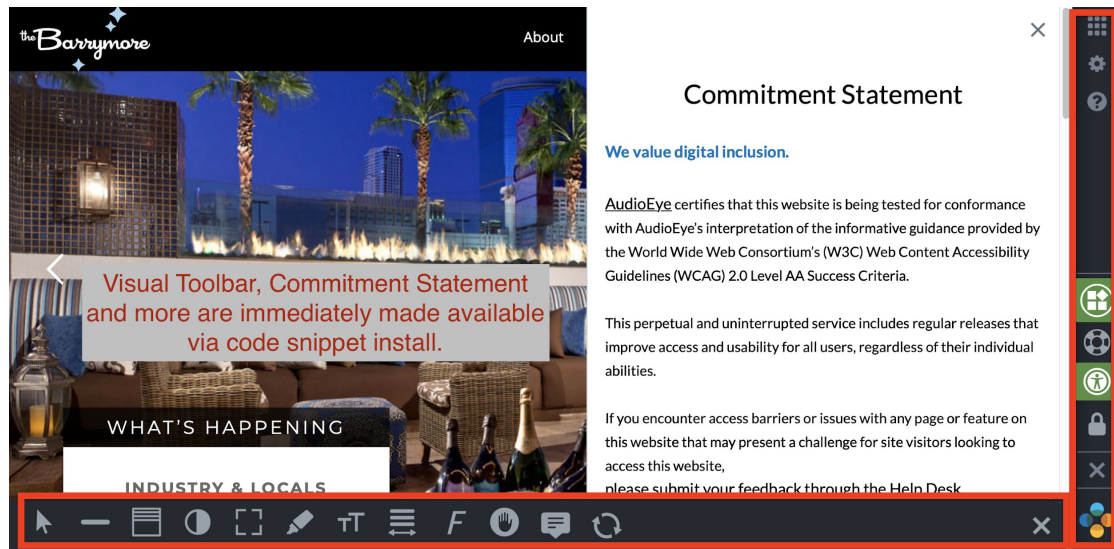 the Barrymore
About
Visual Toolbar, Commitment Statement
and more are immediately made available
via code snippet install.
WHAT'S HAPPENING
INDUSTRY & LOCALS
Commitment Statement
We value digital inclusion.
AudioEye certifies that this website is being tested for conformance
with AudioEye's interpretation of the informative guidance provided by
the World Wide Web Consortium's (W3C) Web Content Accessibility
Guidelines (WCAG) 2.0 Level AA Success Criteria.
This perpetual and uninterrupted service includes regular releases that
improve access and usability for all users, regardless of their individual
abilities.
If you encounter access barriers or issues with any page or feature on
this website that may present a challenge for site visitors looking to
access this website,
please submit your feedback through the Help Desk
TT
F